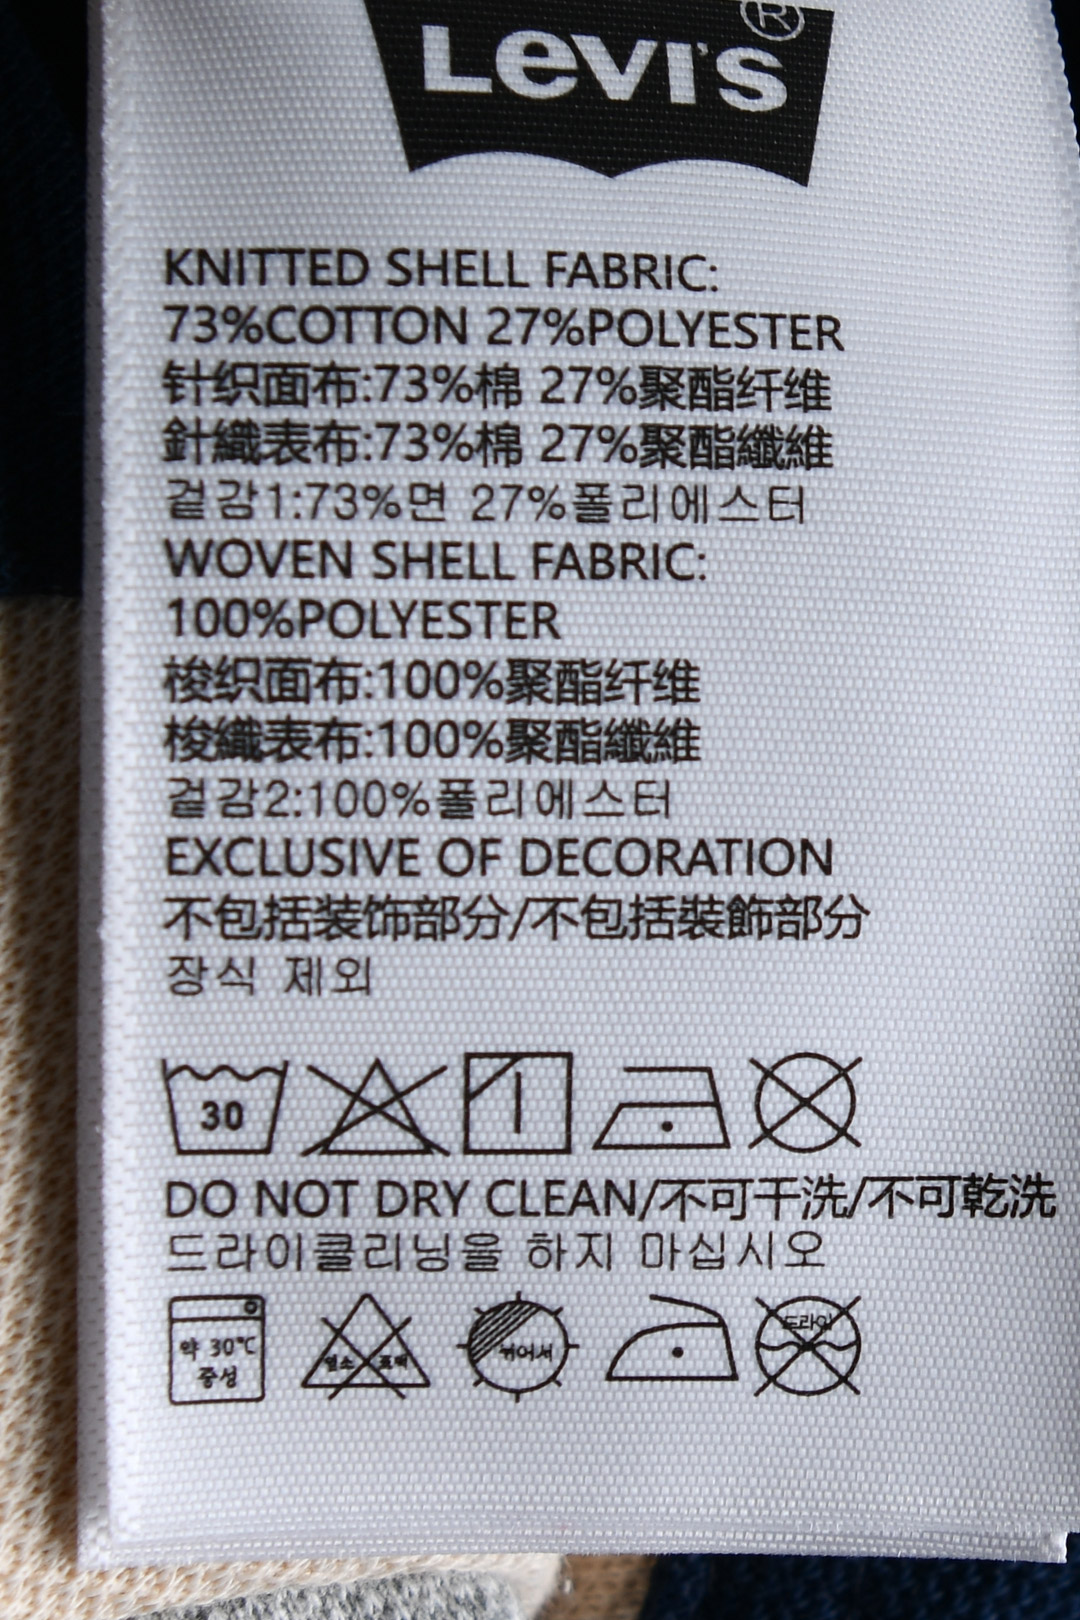 Levi's®
KNITTED SHELL FABRIC:
73%COTTON 27%POLYESTER
针织面布:73%棉 27%聚酯纤维
針織表布:73%棉 27%聚酯纖維
겉감1:73%면 27%폴리에스터
WOVEN SHELL FABRIC:
100%POLYESTER
梭织面布:100%聚酯纤维
梭織表布:100%聚酯纖維
겉감2:100%폴리에스터
EXCLUSIVE OF DECORATION
不包括装饰部分/不包括裝飾部分
장식 제외
30
DO NOT DRY CLEAN/不可干洗/不可乾洗
드라이클리닝을 하지 마십시오
약 30℃
중성
염소 표백
뉘어서
드라이